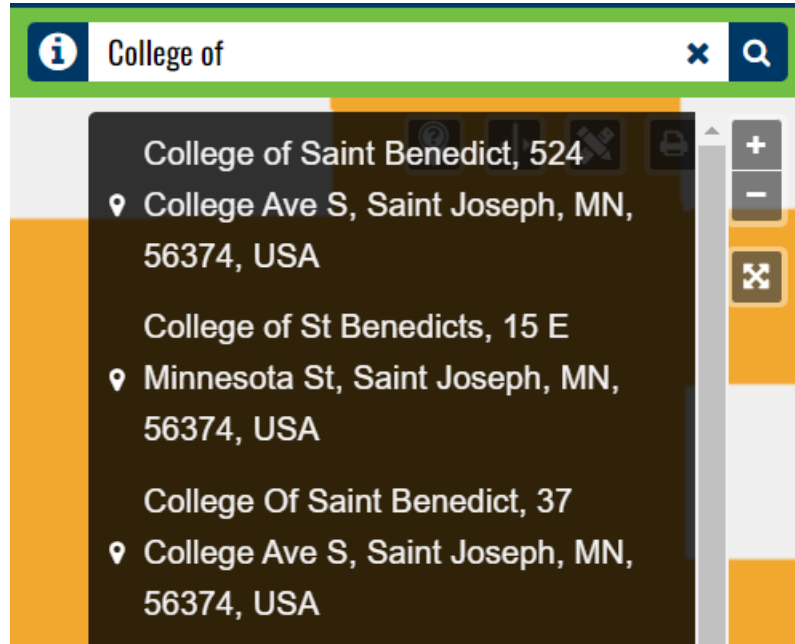 College of
College of Saint Benedict, 524
College Ave S, Saint Joseph, MN,
56374, USA
College of St Benedicts, 15 E
Minnesota St, Saint Joseph, MN,
56374, USA
College Of Saint Benedict, 37
College Ave S, Saint Joseph, MN,
56374, USA